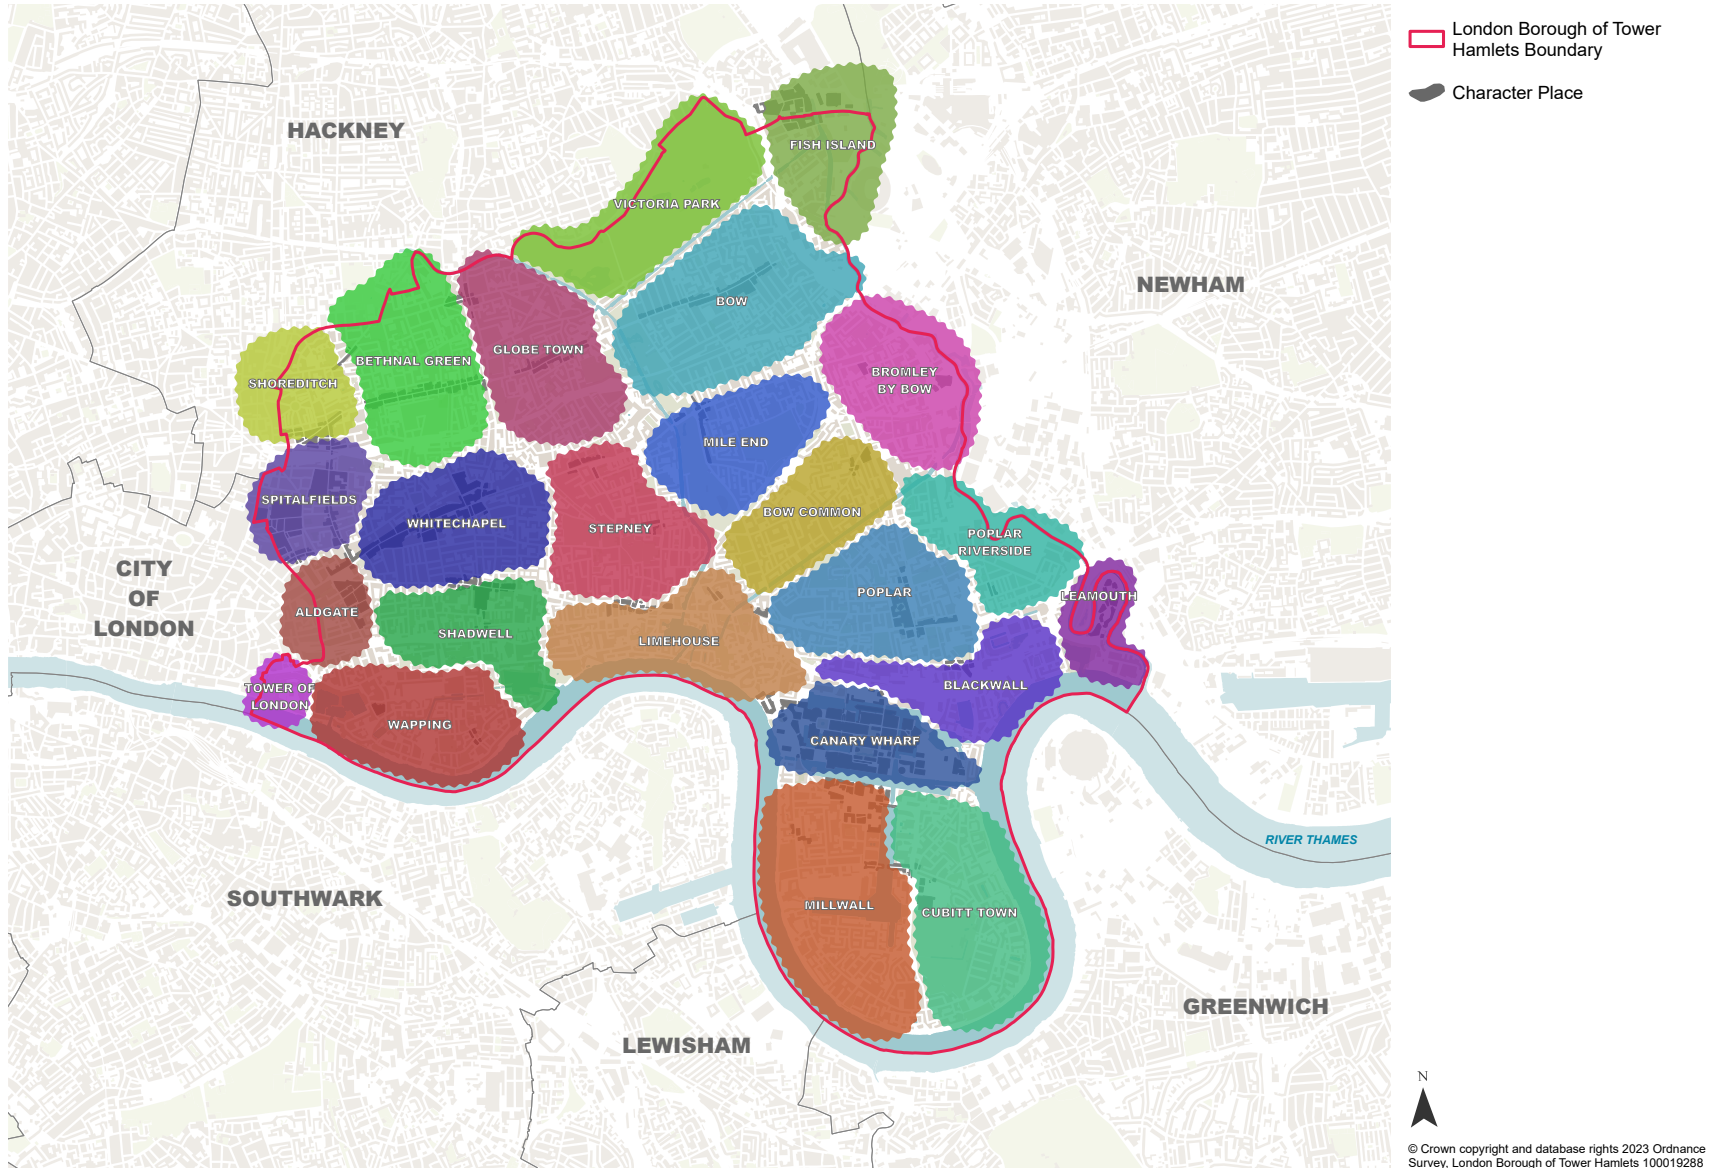 London Borough of Tower
Hamlets Boundary
Character Place
HACKNEY
FISH ISLAND
VICTORIA PARK
NEWHAM
BOW
GLOBE TOWN
BETHNAL GREEN
SHOREDITCH
BROMLEY
BY BOW
MILE END
SPITALFIELDS
WHITECHAPEL
STEPNEY
BOW COMMON
POPLAR
RIVERSIDE
CITY
OF
LONDON
ALDGATE
SHADWELL
LIMEHOUSE
POPLAR
LEAMOUTH
TOWER OF
LONDON
WAPPING
BLACKWALL
CANARY WHARF
RIVER THAMES
SOUTHWARK
MILLWALL
CUBITT TOWN
GREENWICH
LEWISHAM
N
© Crown copyright and database rights 2023 Ordnance
Survey, London Borough of Tower Hamlets 100019288